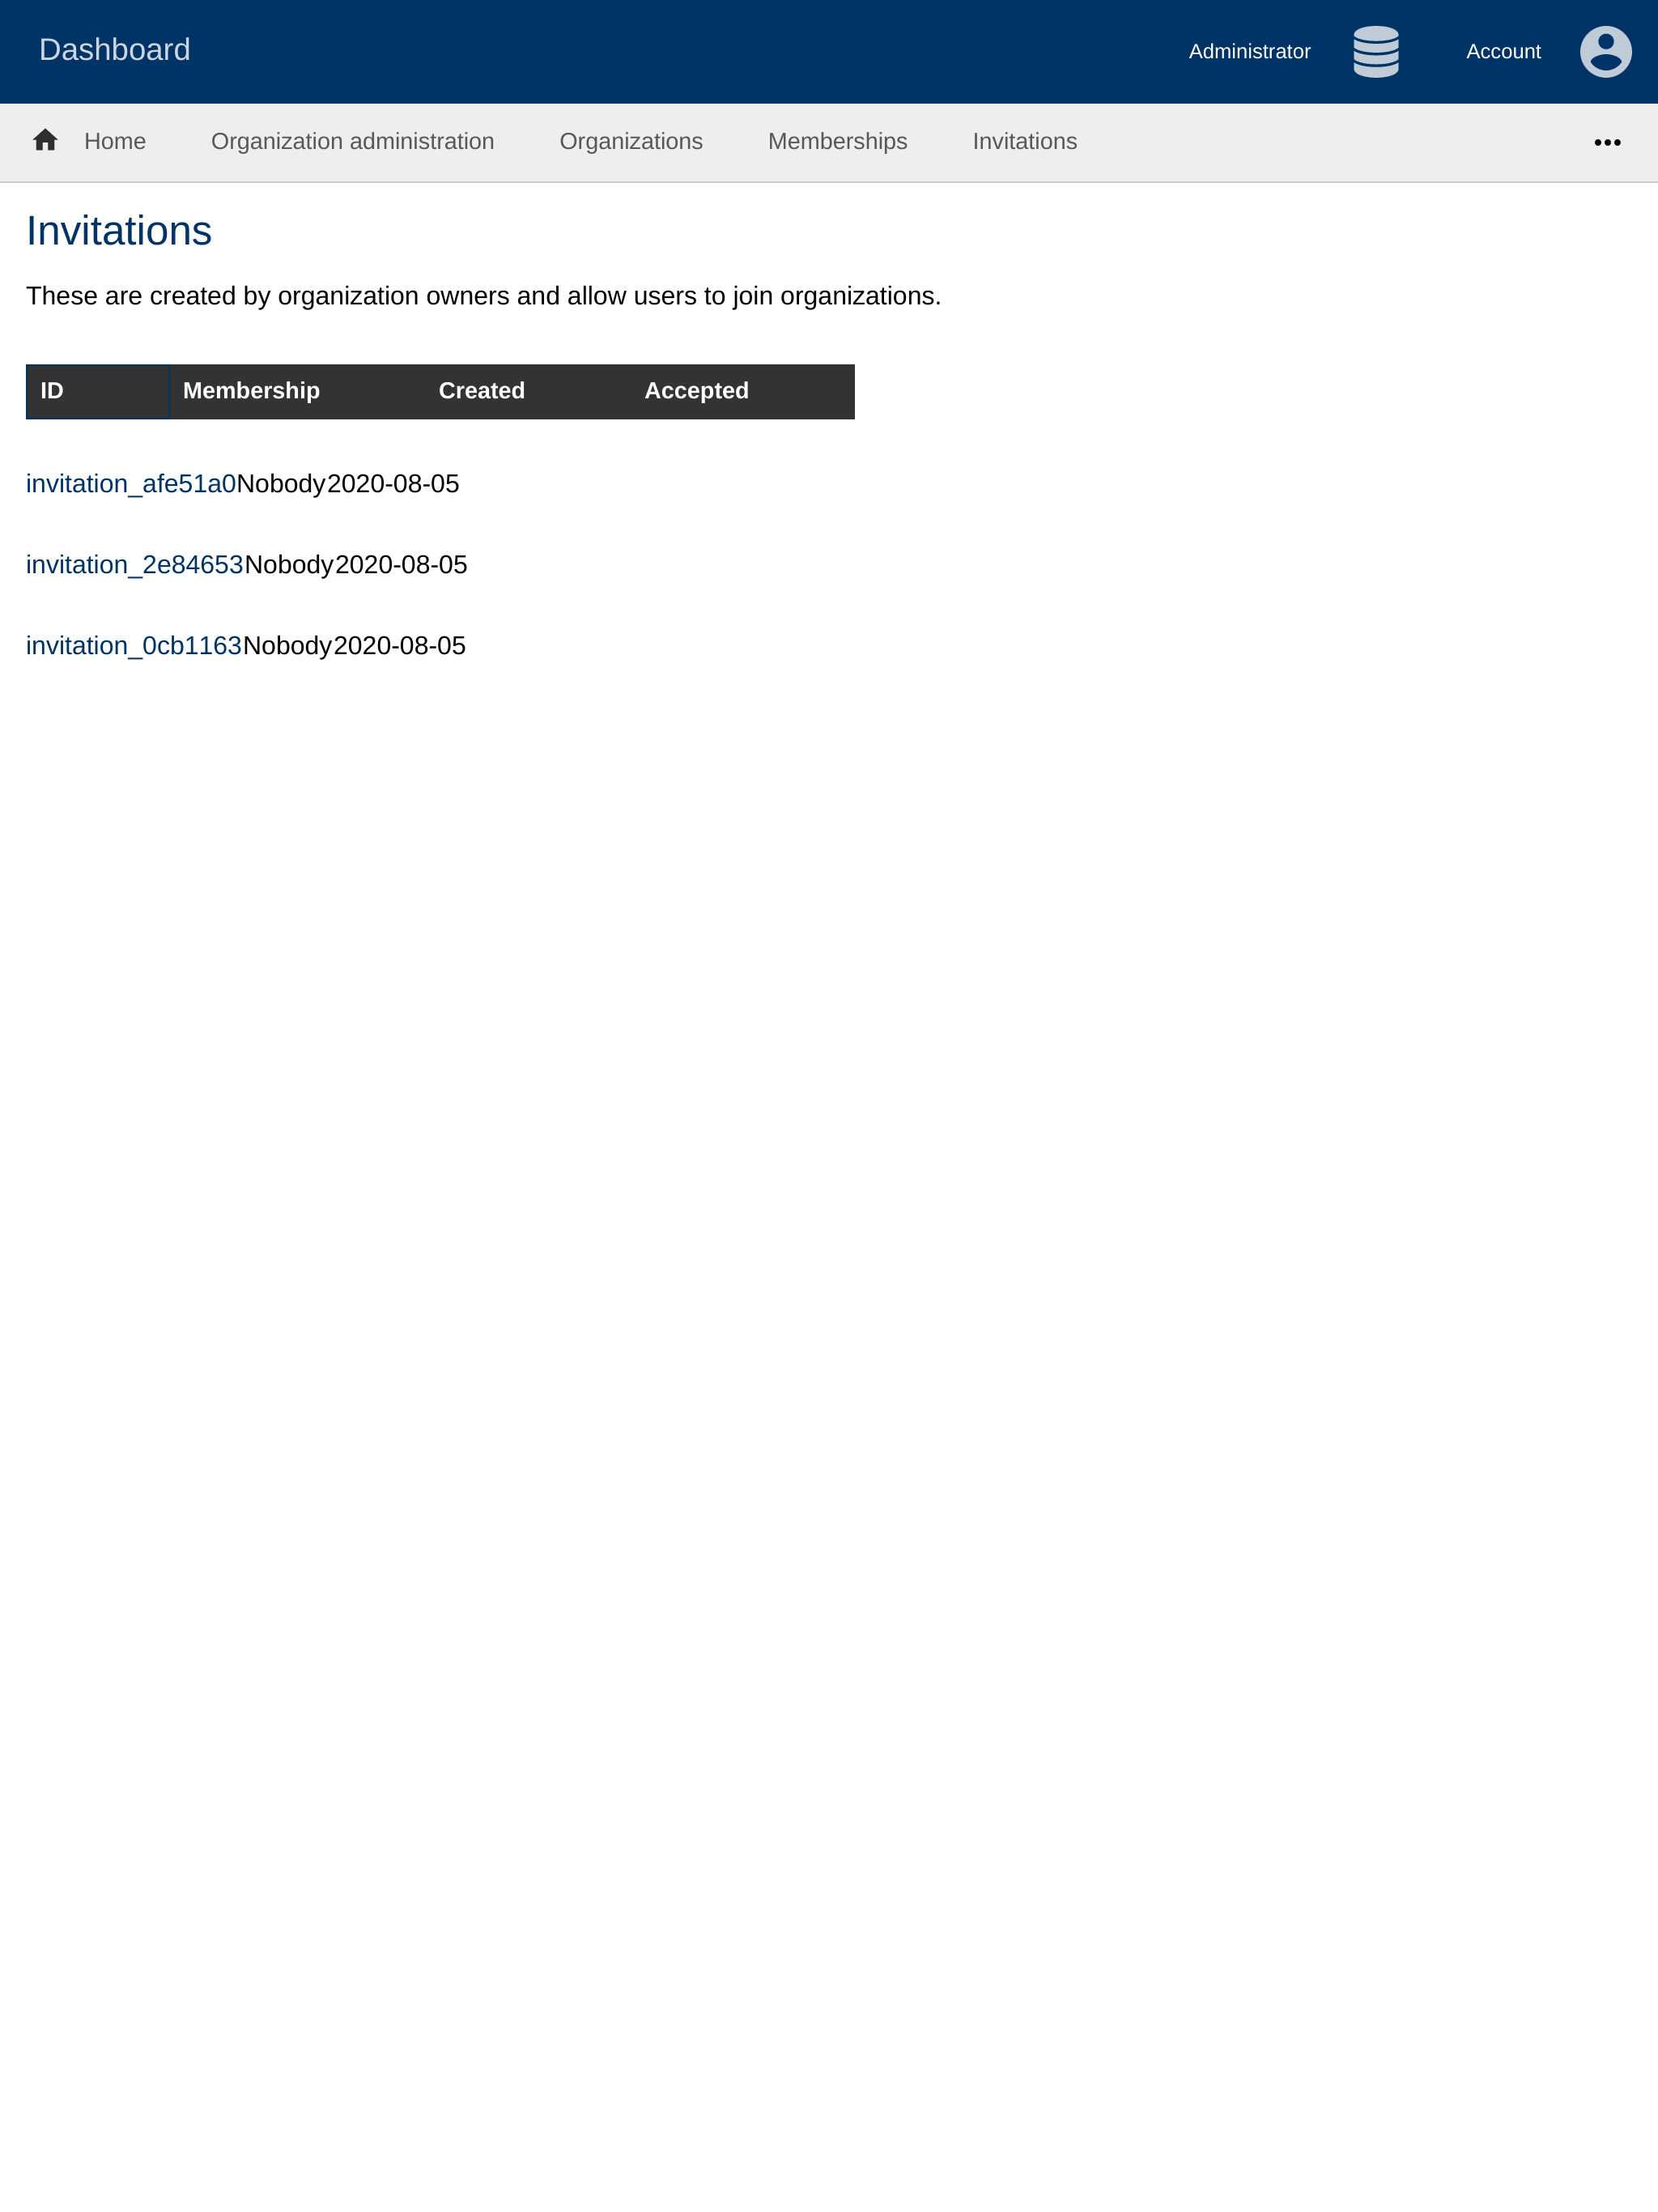 Dashboard Administrator Account
Home Organization administration Organizations Memberships Invitations
Invitations
These are created by organization owners and allow users to join organizations.
ID Membership Created Accepted
invitation_afe51a0Nobody2020-08-05
invitation_2e84653Nobody2020-08-05
invitation_0cb1163Nobody2020-08-05